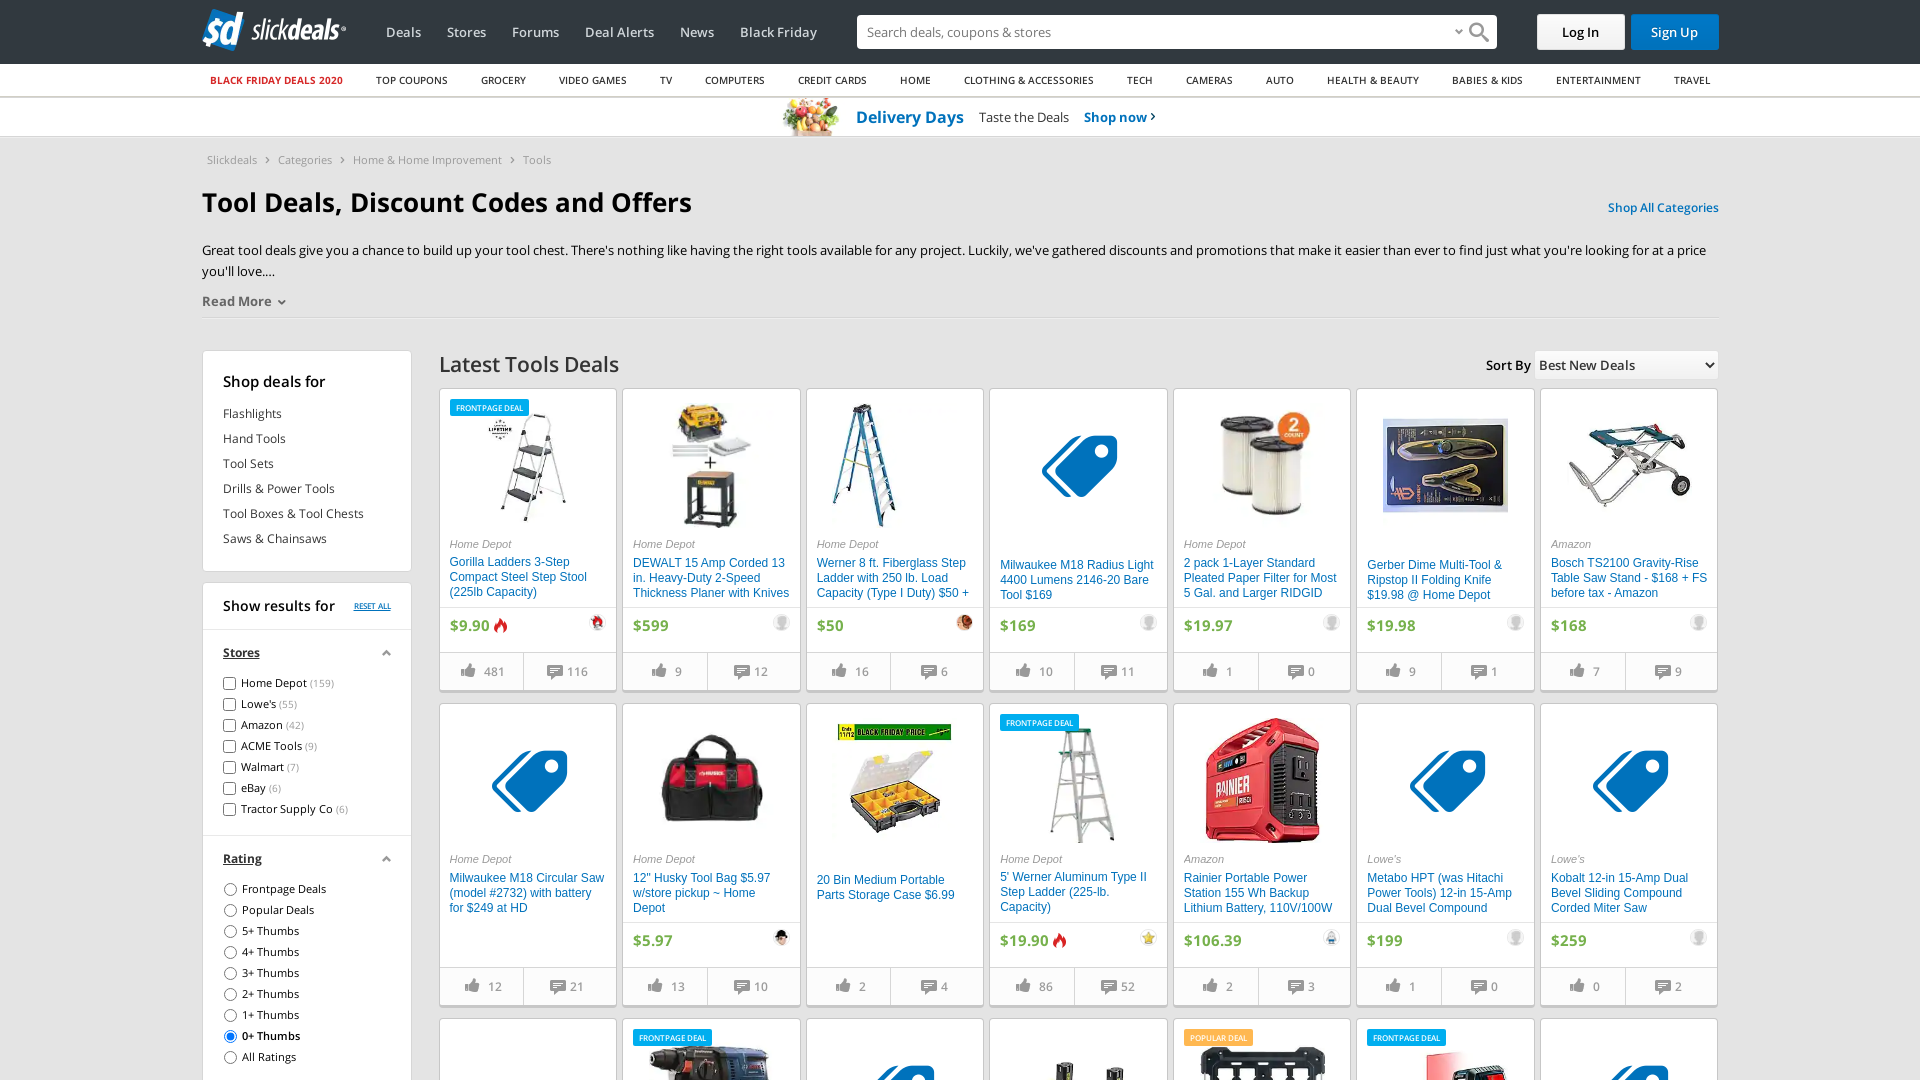 slickdeals
Deals
Stores
Forums
Deal Alerts
News
Black Friday
Search deals, coupons & stores
Log In
Sign Up
BLACK FRIDAY DEALS 2020
TOP COUPONS
GROCERY
VIDEO GAMES
TV
COMPUTERS
CREDIT CARDS
HOME
CLOTHING & ACCESSORIES
TECH
CAMERAS
AUTO
HEALTH & BEAUTY
BABIES & KIDS
ENTERTAINMENT
TRAVEL
Delivery Days Taste the Deals Shop now
Slickdeals > Categories > Home & Home Improvement > Tools
Tool Deals, Discount Codes and Offers
Shop All Categories
Great tool deals give you a chance to build up your tool chest. There's nothing like having the right tools available for any project. Luckily, we've gathered discounts and promotions that make it easier than ever to find just what you're looking for at a price
you'll love....
Read More
Shop deals for
Flashlights
Hand Tools
Tool Sets
Drills & Power Tools
Tool Boxes & Tool Chests
Saws & Chainsaws
Show results for RESET ALL
Stores
Home Depot (159)
Lowe's (55)
Amazon (42)
ACME Tools (9)
Walmart (7)
eBay (6)
Tractor Supply Co (6)
Rating
Frontpage Deals
Popular Deals
5+ Thumbs
4+ Thumbs
3+ Thumbs
2+ Thumbs
1+ Thumbs
0+ Thumbs
All Ratings
Latest Tools Deals
Sort By Best New Deals
FRONTPAGE DEAL
LIFETIME
Home Depot
Gorilla Ladders 3-Step
Compact Steel Step Stool
(225lb Capacity)
$9.90
481
116
Home Depot
DEWALT 15 Amp Corded 13
in. Heavy-Duty 2-Speed
Thickness Planer with Knives
$599
9
12
Home Depot
Werner 8 ft. Fiberglass Step
Ladder with 250 lb. Load
Capacity (Type I Duty) $50 +
$50
16
6
Milwaukee M18 Radius Light
4400 Lumens 2146-20 Bare
Tool $169
$169
10
11
2
COUNT
Home Depot
2 pack 1-Layer Standard
Pleated Paper Filter for Most
5 Gal. and Larger RIDGID
$19.97
1
0
Gerber Dime Multi-Tool &
Ripstop II Folding Knife
$19.98 @ Home Depot
$19.98
9
1
Amazon
Bosch TS2100 Gravity-Rise
Table Saw Stand - $168 + FS
before tax - Amazon
$168
7
9
Home Depot
Milwaukee M18 Circular Saw
(model #2732) with battery
for $249 at HD
12
21
Home Depot
12" Husky Tool Bag $5.97
w/store pickup ~ Home
Depot
$5.97
13
10
Ends
11/12
BLACK FRIDAY PRICE
20 Bin Medium Portable
Parts Storage Case $6.99
2
4
FRONTPAGE DEAL
Home Depot
5' Werner Aluminum Type II
Step Ladder (225-lb.
Capacity)
$19.90
86
52
RAINIER
Amazon
Rainier Portable Power
Station 155 Wh Backup
Lithium Battery, 110V/100W
$106.39
2
3
Lowe's
Metabo HPT (was Hitachi
Power Tools) 12-in 15-Amp
Dual Bevel Compound
$199
1
0
Lowe's
Kobalt 12-in 15-Amp Dual
Bevel Sliding Compound
Corded Miter Saw
$259
0
2
FRONTPAGE DEAL
POPULAR DEAL
FRONTPAGE DEAL